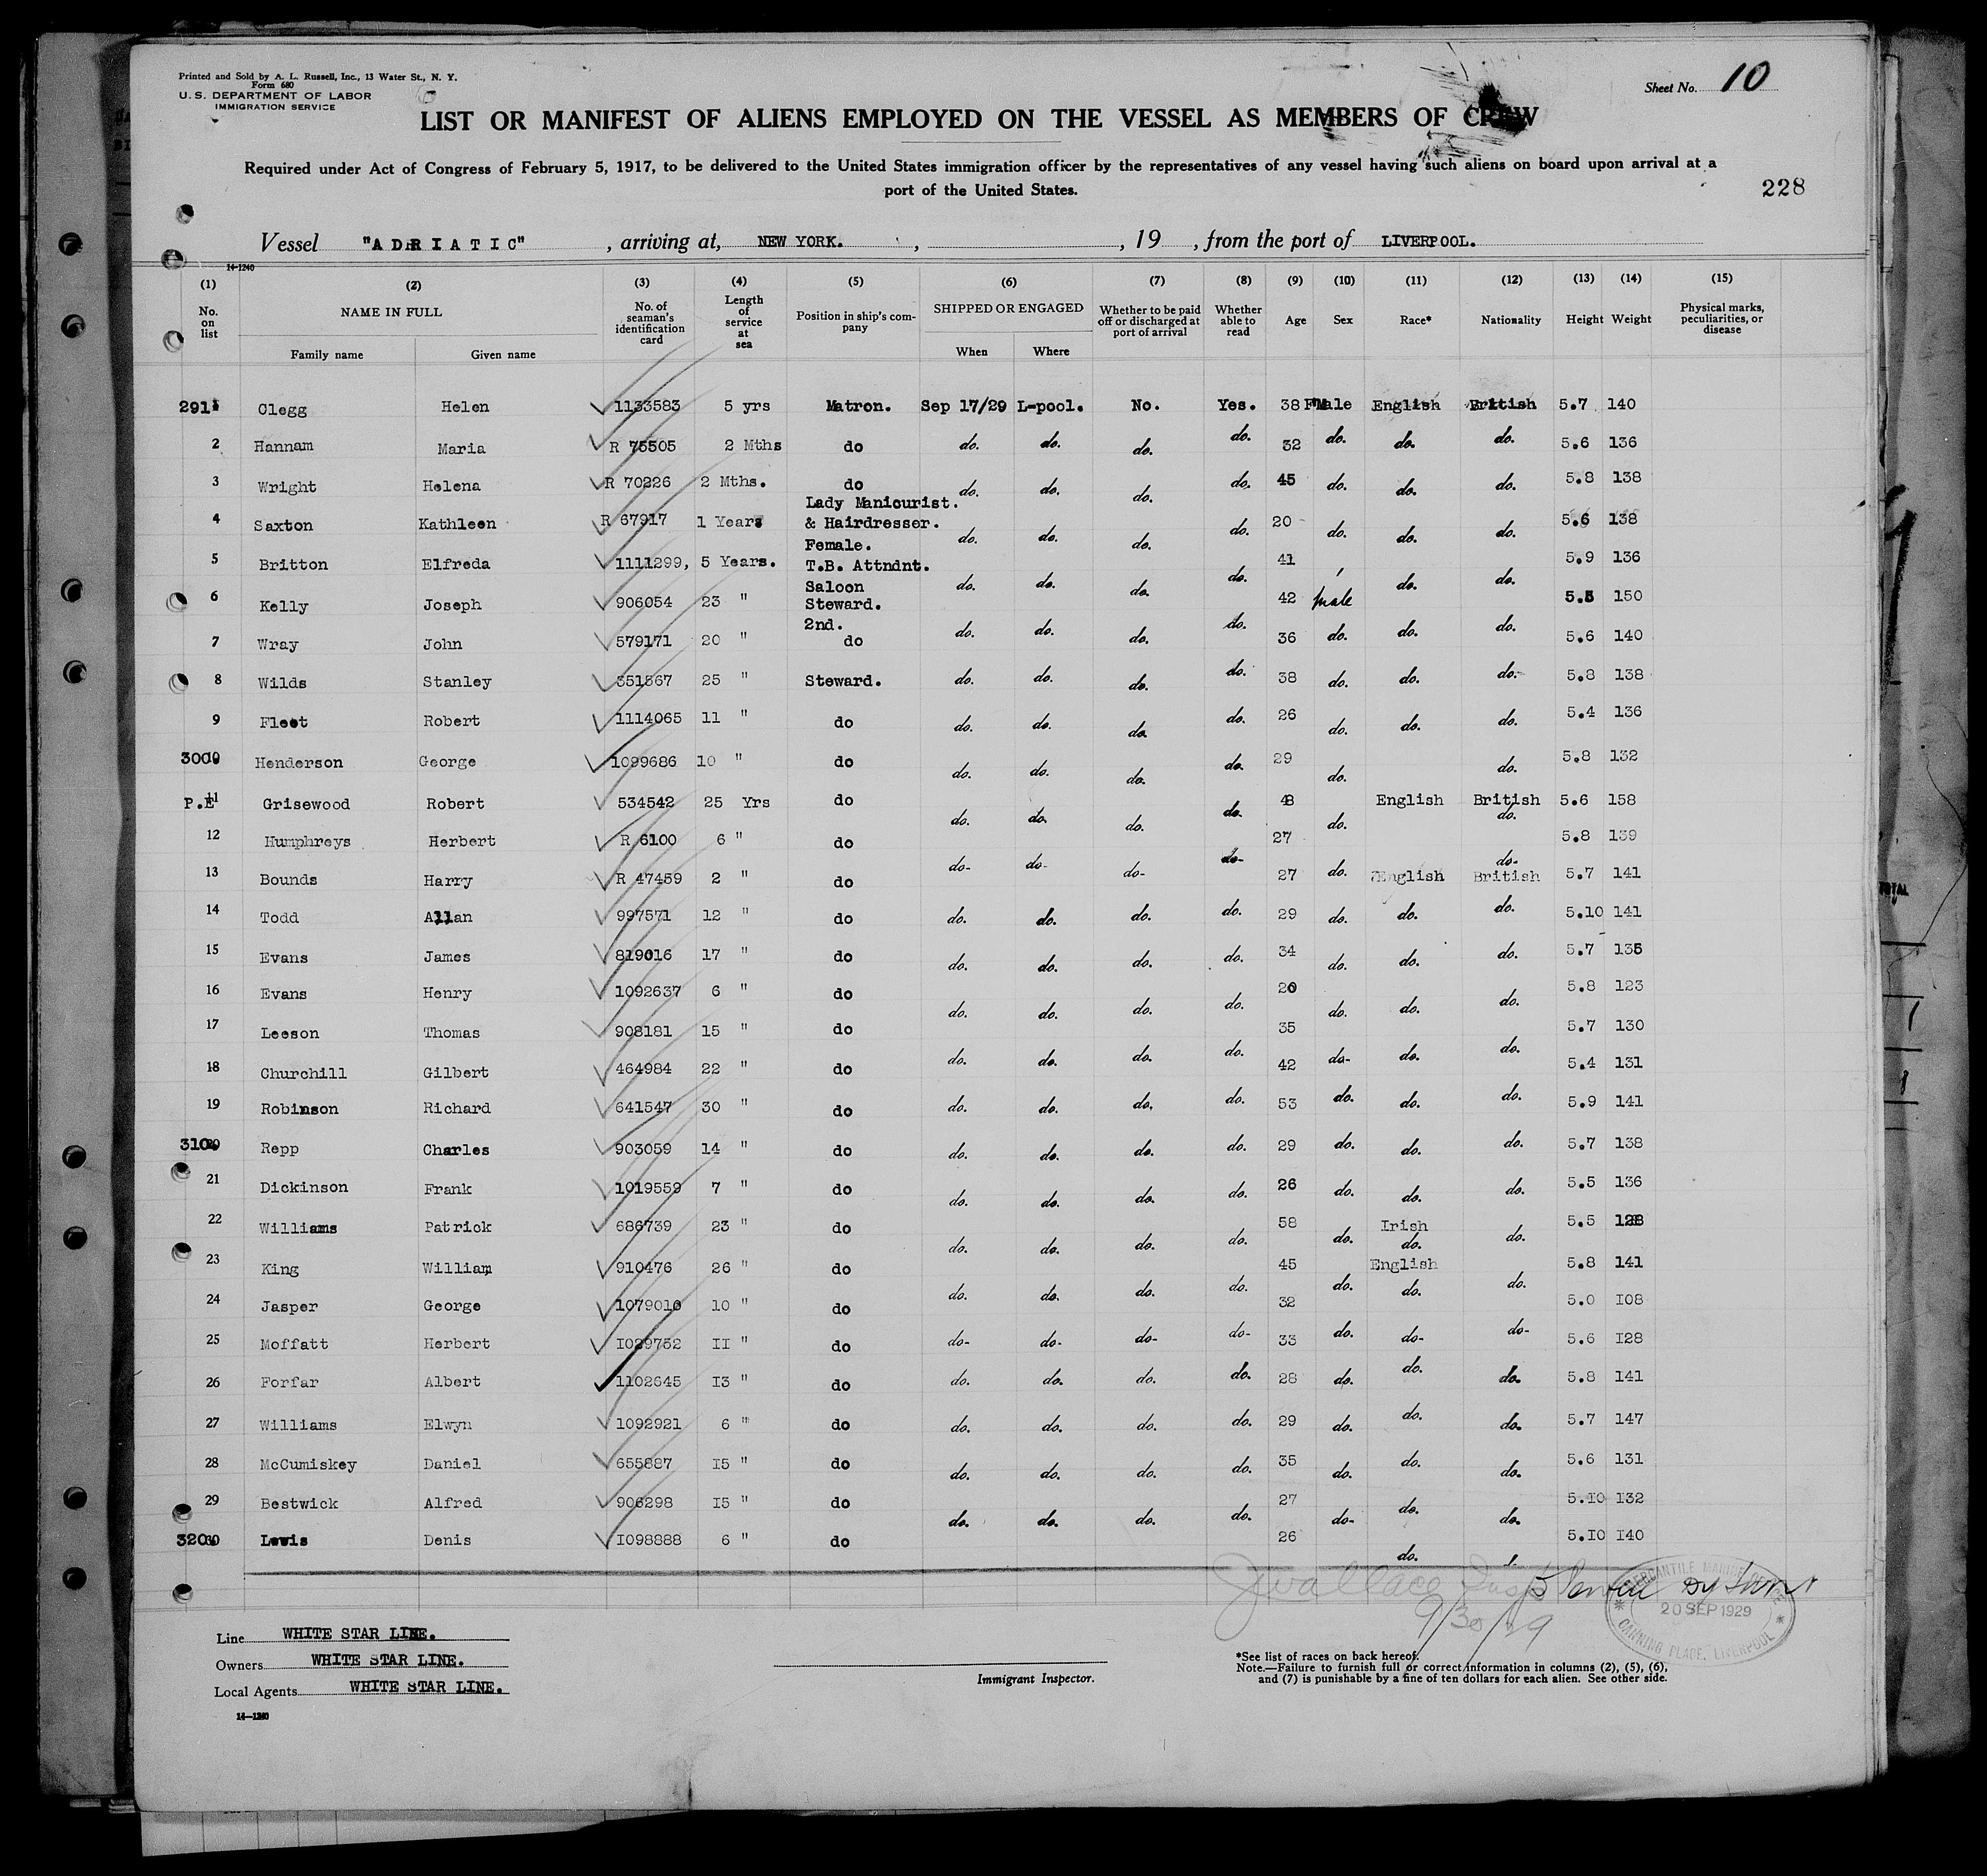 Printed and Sold by A. L. Russell, Inc., 13 Water St., N. Y.
Form 680
U. S. DEPARTMENT OF LABOR
IMMIGRATION SERVICE
Sheet No. 10
LIST OR MANIFEST OF ALIENS EMPLOYED ON THE VESSEL AS MEMBERS OF CREW
Required under Act of Congress of February 5, 1917, to be delivered to the United States immigration officer by the representatives of any vessel having such aliens on board upon arrival at a
port of the United States.
228
Vessel "ADRIATIC" , arriving at, NEW YORK. , , 19 , from the port of LIVERPOOL.
14-1240
(1) (2) (3) (4) (5) (6) (7) (8) (9) (10) (11) (12) (13) (14) (15)
No. on list NAME IN FULL Family name Given name No. of seaman's identification card Length of service at sea Position in ship's company SHIPPED OR ENGAGED When Where Whether to be paid off or discharged at port of arrival Whether able to read Age Sex Race* Nationality Height Weight Physical marks, peculiarities, or disease
291 Clegg Helen 1133583 5 yrs Matron. Sep 17/29 L-pool. No. Yes. 38 F'Male English British 5.7 140
2 Hannam Maria R 75505 2 Mths do do. do. do. do. 32 do. do. do. 5.6 136
3 Wright Helena R 70226 2 Mths. do do. do. do. do. 45 do. do. do. 5.8 138
4 Saxton Kathleen R 67917 1 Years Lady Manicurist. & Hairdresser. do. do. do. do. 20 do. do. do. 5.6 138
5 Britton Elfreda 1111299, 5 Years. Female. T.B. Attndnt. do. do. do. do. 41 do. do. 5.9 136
6 Kelly Joseph 906054 23 " Saloon Steward. do. do. do. do. 42 male do. do. 5.5 150
7 Wray John 579171 20 " 2nd. do do. do. do. do. 36 do. do. do. 5.6 140
8 Wilds Stanley 351567 25 " Steward. do. do. do. do. 38 do. do. do. 5.8 138
9 Fleet Robert 1114065 11 " do do. do. do. do. 26 do. do. do. 5.4 136
300 Henderson George 1099686 10 " do do. do. do. do. 29 do. do. 5.8 132
P.E 11 Grisewood Robert 534542 25 Yrs do do. do. do. do. 48 do. English British do. 5.6 158
12 Humphreys Herbert R 6100 6 " do do- do- do- do- 27 do- 5.8 139
13 Bounds Harry R 47459 2 " do 27 do. English British 5.7 141
14 Todd Allan 997571 12 " do do. do. do. do. 29 do. do. do. 5.10 141
15 Evans James 819016 17 " do do. do. do. do. 34 do. do. do. 5.7 135
16 Evans Henry 1092637 6 " do do. do. do. do. 20 do. do. do. 5.8 123
17 Leeson Thomas 908181 15 " do do. do. do. do. 35 do- do. do. 5.7 130
18 Churchill Gilbert 464984 22 " do 42 5.4 131
19 Robinson Richard 641547 30 " do do. do. do. do. 53 do. do. do. 5.9 141
310 Repp Charles 903059 14 " do do. do. do. do. 29 do. do. do. 5.7 138
21 Dickinson Frank 1019559 7 " do do. do. do. do. 26 do. do. do. 5.5 136
22 Williams Patrick 686739 23 " do do. do. do. do. 58 do. Irish do. do. 5.5 128
23 King William 910476 26 " do do. do. do. do. 45 do. English do. do. 5.8 141
24 Jasper George 1079010 10 " do 32 5.0 I08
25 Moffatt Herbert I029752 II " do do- do- do- do- 33 do. do- do- 5.6 I28
26 Forfar Albert 1102645 I3 " do do. do. do. do. 28 do. do. do. 5.8 141
27 Williams Elwyn 1092921 6 " do do. do. do. do. 29 do. do. do. 5.7 147
28 McCumiskey Daniel 655887 I5 " do do. do. do. do. 35 do. do. do. 5.6 131
29 Bestwick Alfred 906298 I5 " do do. do. do. do. 27 do- do. do. 5.I0 I32
320 Lewis Denis I098888 6 " do 26 do. 5.I0 I40
JWallace Insp
9/30/29
MERCANTILE MARINE OFFICE
20 SEP 1929
CANNING PLACE, LIVERPOOL
Line WHITE STAR LINE.
Owners WHITE STAR LINE.
Local Agents WHITE STAR LINE.
14-1240
Immigrant Inspector.
*See list of races on back hereof.
Note.—Failure to furnish full or correct information in columns (2), (5), (6),
and (7) is punishable by a fine of ten dollars for each alien. See other side.